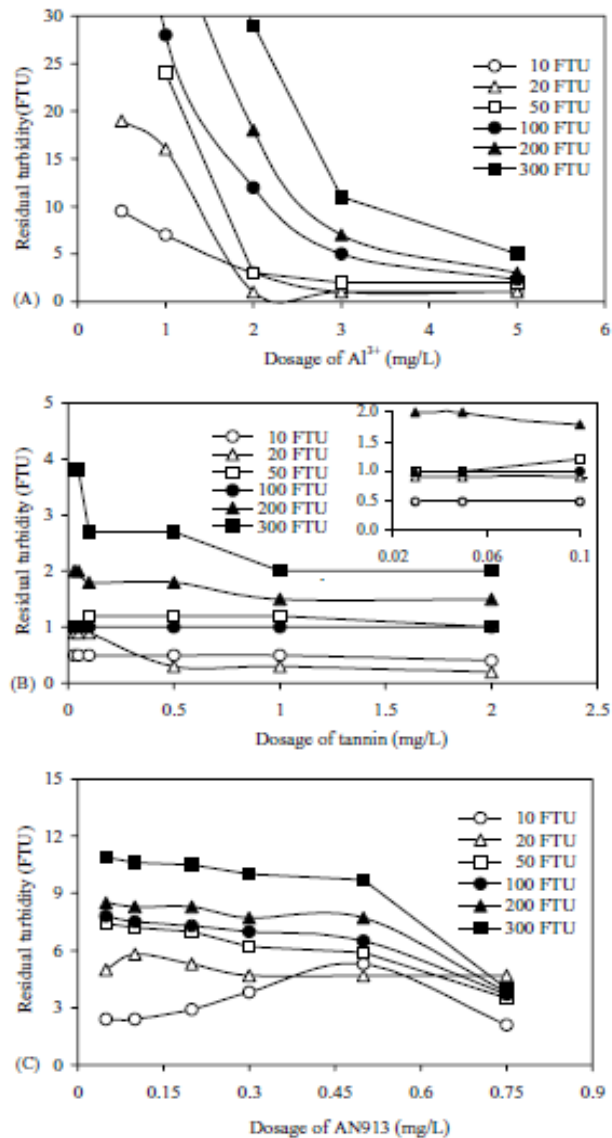 30
25
20
15
10
5
0
Residual turbidity(FTU)
10 FTU
20 FTU
50 FTU
100 FTU
200 FTU
300 FTU
(A)
0 1 2 3 4 5 6
Dosage of Al³⁺ (mg/L)
5
4
3
2
1
0
Residual turbidity (FTU)
10 FTU
20 FTU
50 FTU
100 FTU
200 FTU
300 FTU
2.0
1.5
1.0
0.5
0.0
0.02 0.06 0.1
(B)
0 0.5 1 1.5 2 2.5
Dosage of tannin (mg/L)
15
12
9
6
3
0
Residual turbidity (FTU)
10 FTU
20 FTU
50 FTU
100 FTU
200 FTU
300 FTU
(C)
0 0.15 0.3 0.45 0.6 0.75 0.9
Dosage of AN913 (mg/L)